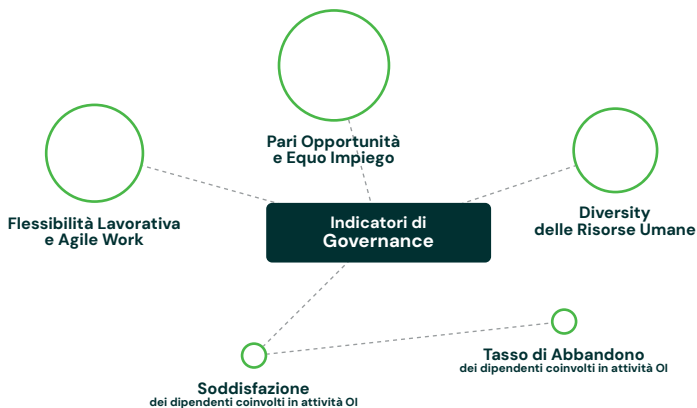 Pari Opportunità
e Equo Impiego
Flessibilità Lavorativa
e Agile Work
Diversity
delle Risorse Umane
Indicatori di
Governance
Tasso di Abbandono
dei dipendenti coinvolti in attività OI
Soddisfazione
dei dipendenti coinvolti in attività OI